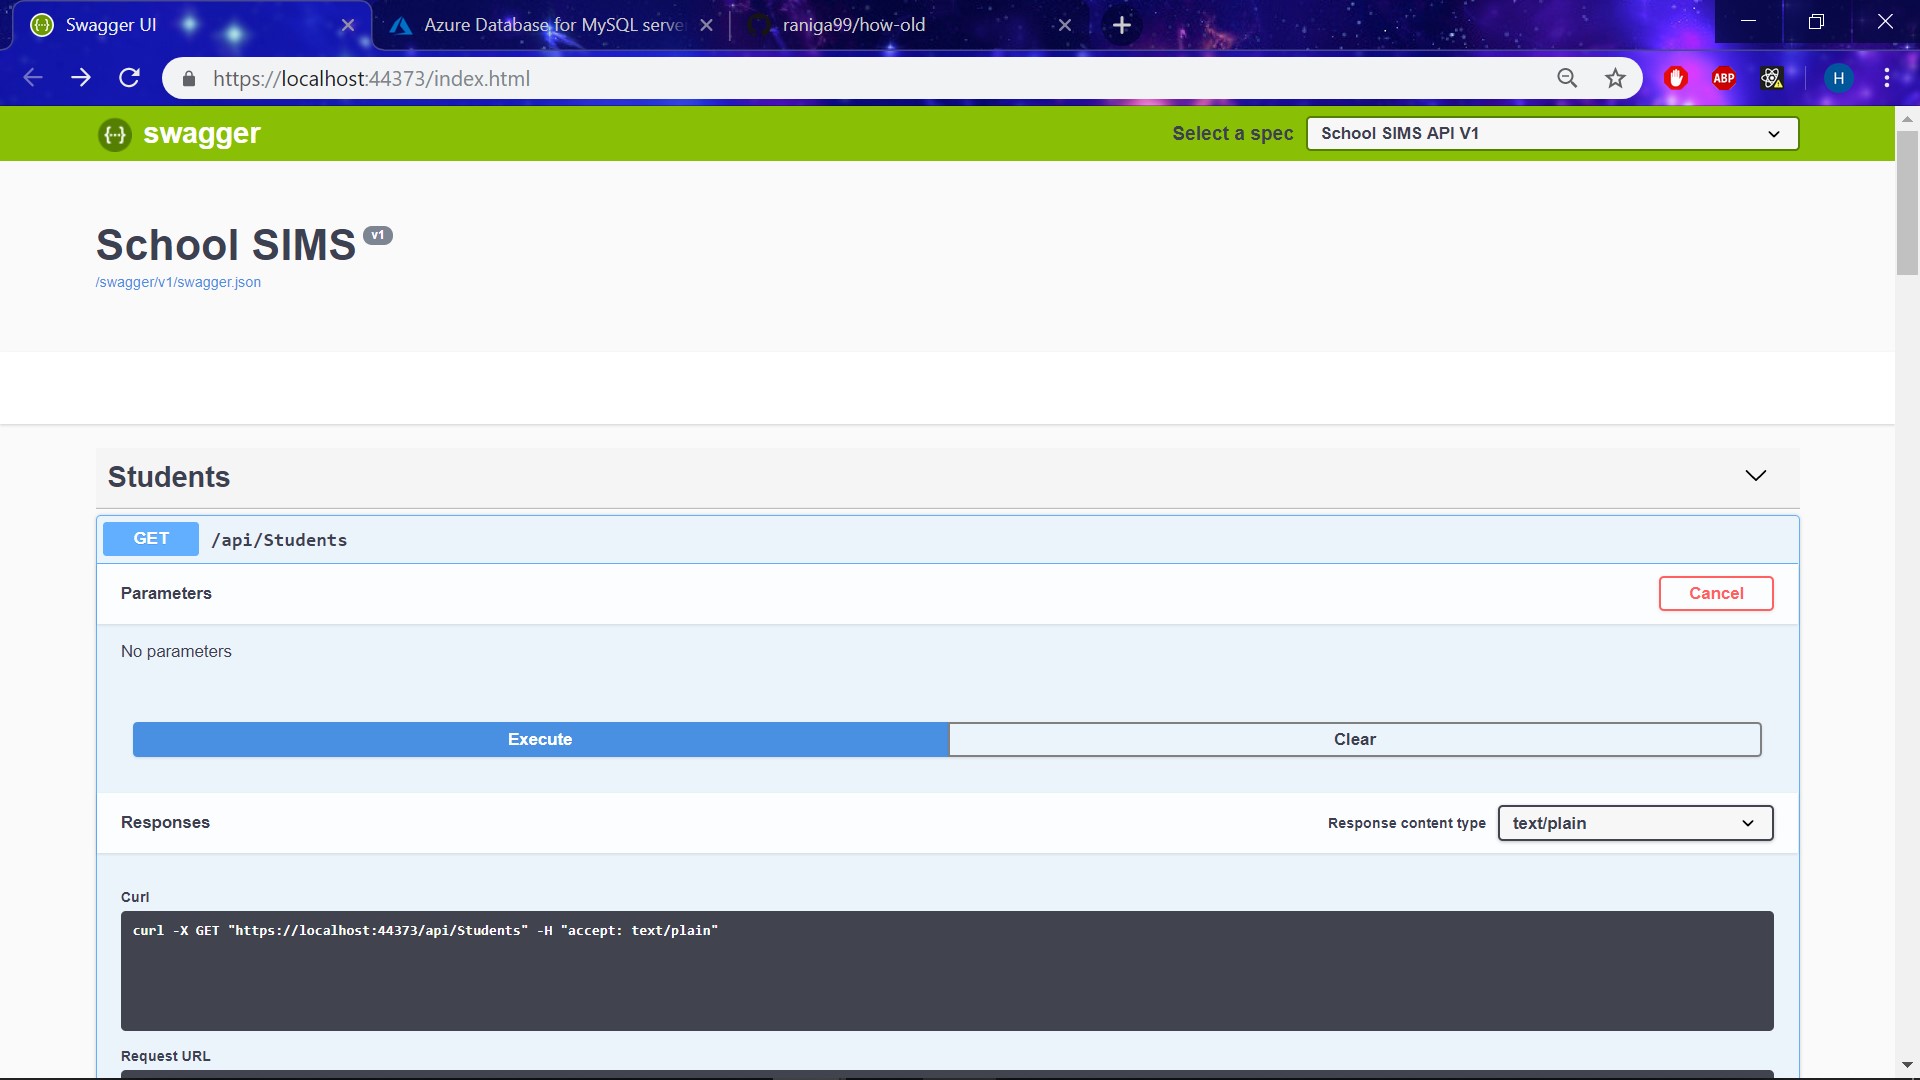 Swagger UI
Azure Database for MySQL serve
raniga99/how-old
https://localhost:44373/index.html
ABP
H
swagger
Select a spec
School SIMS API V1
School SIMS v1
/swagger/v1/swagger.json
Students
GET /api/Students
Parameters
Cancel
No parameters
Execute
Clear
Responses
Response content type
text/plain
Curl
curl -X GET "https://localhost:44373/api/Students" -H "accept: text/plain"
Request URL